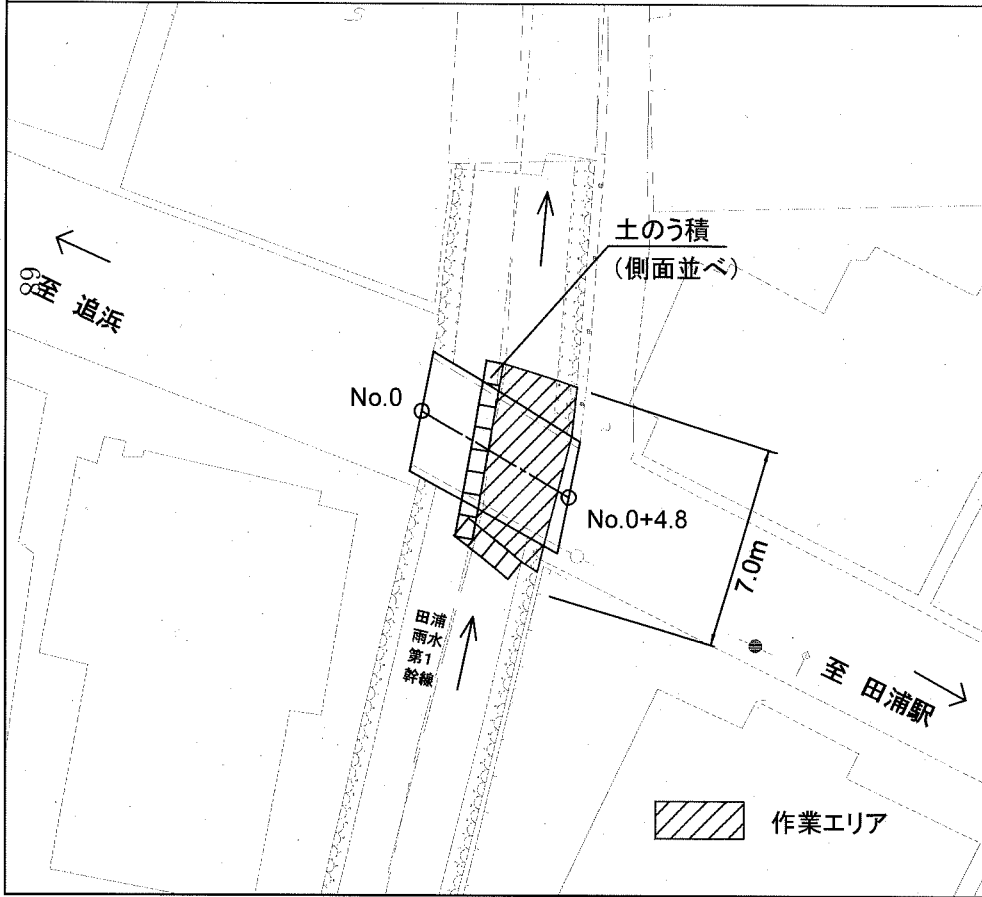 土のう積
(側面並べ)
68
至 追浜
No.0
No.0+4.8
7.0m
田浦
雨水
第1
幹線
至 田浦駅
作業エリア